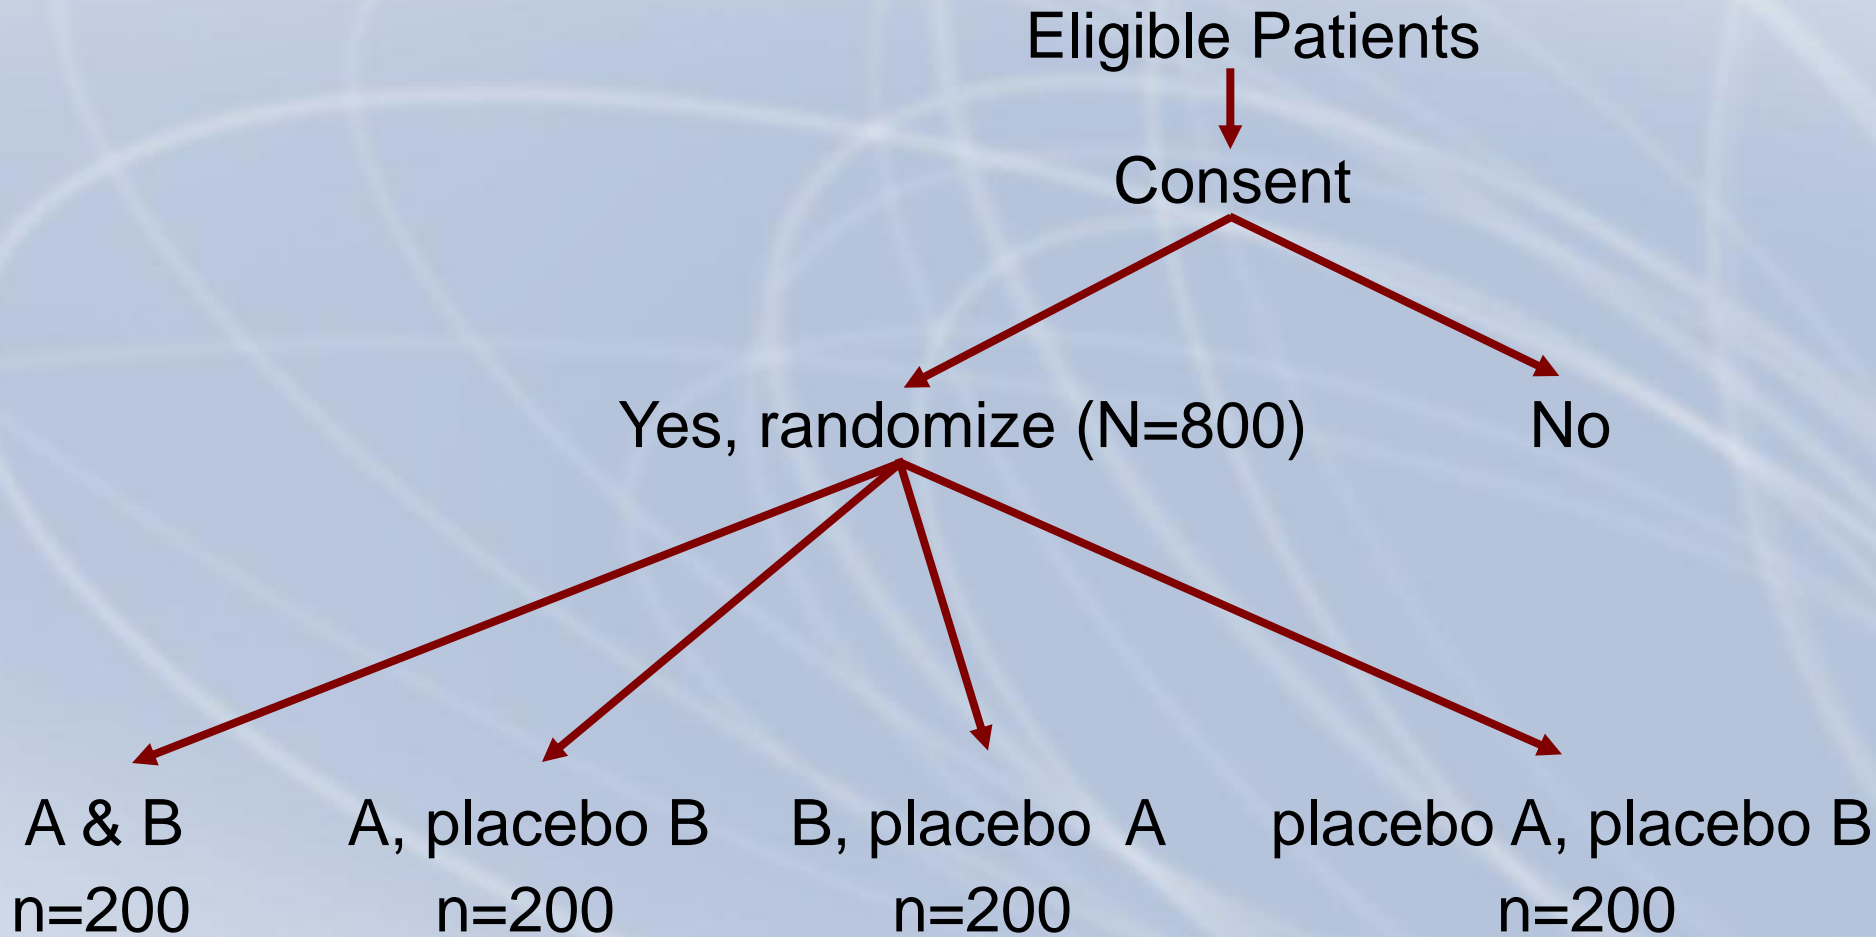 Eligible Patients
Consent
Yes, randomize (N=800)
No
A & B
n=200
A, placebo B
n=200
B, placebo A
n=200
placebo A, placebo B
n=200